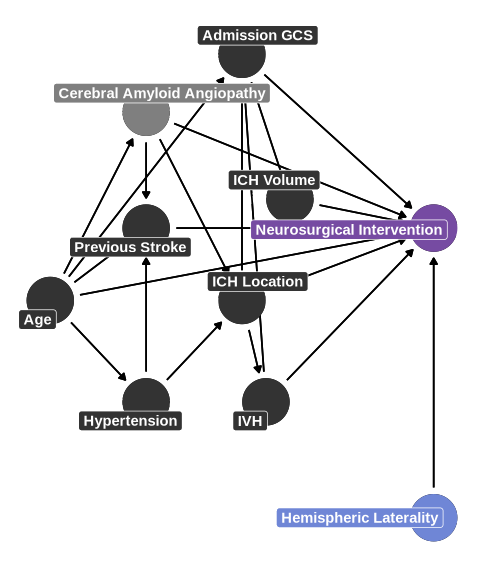 Admission GCS
Cerebral Amyloid Angiopathy
ICH Volume
Neurosurgical Intervention
Previous Stroke
ICH Location
Age
Hypertension
IVH
Hemispheric Laterality